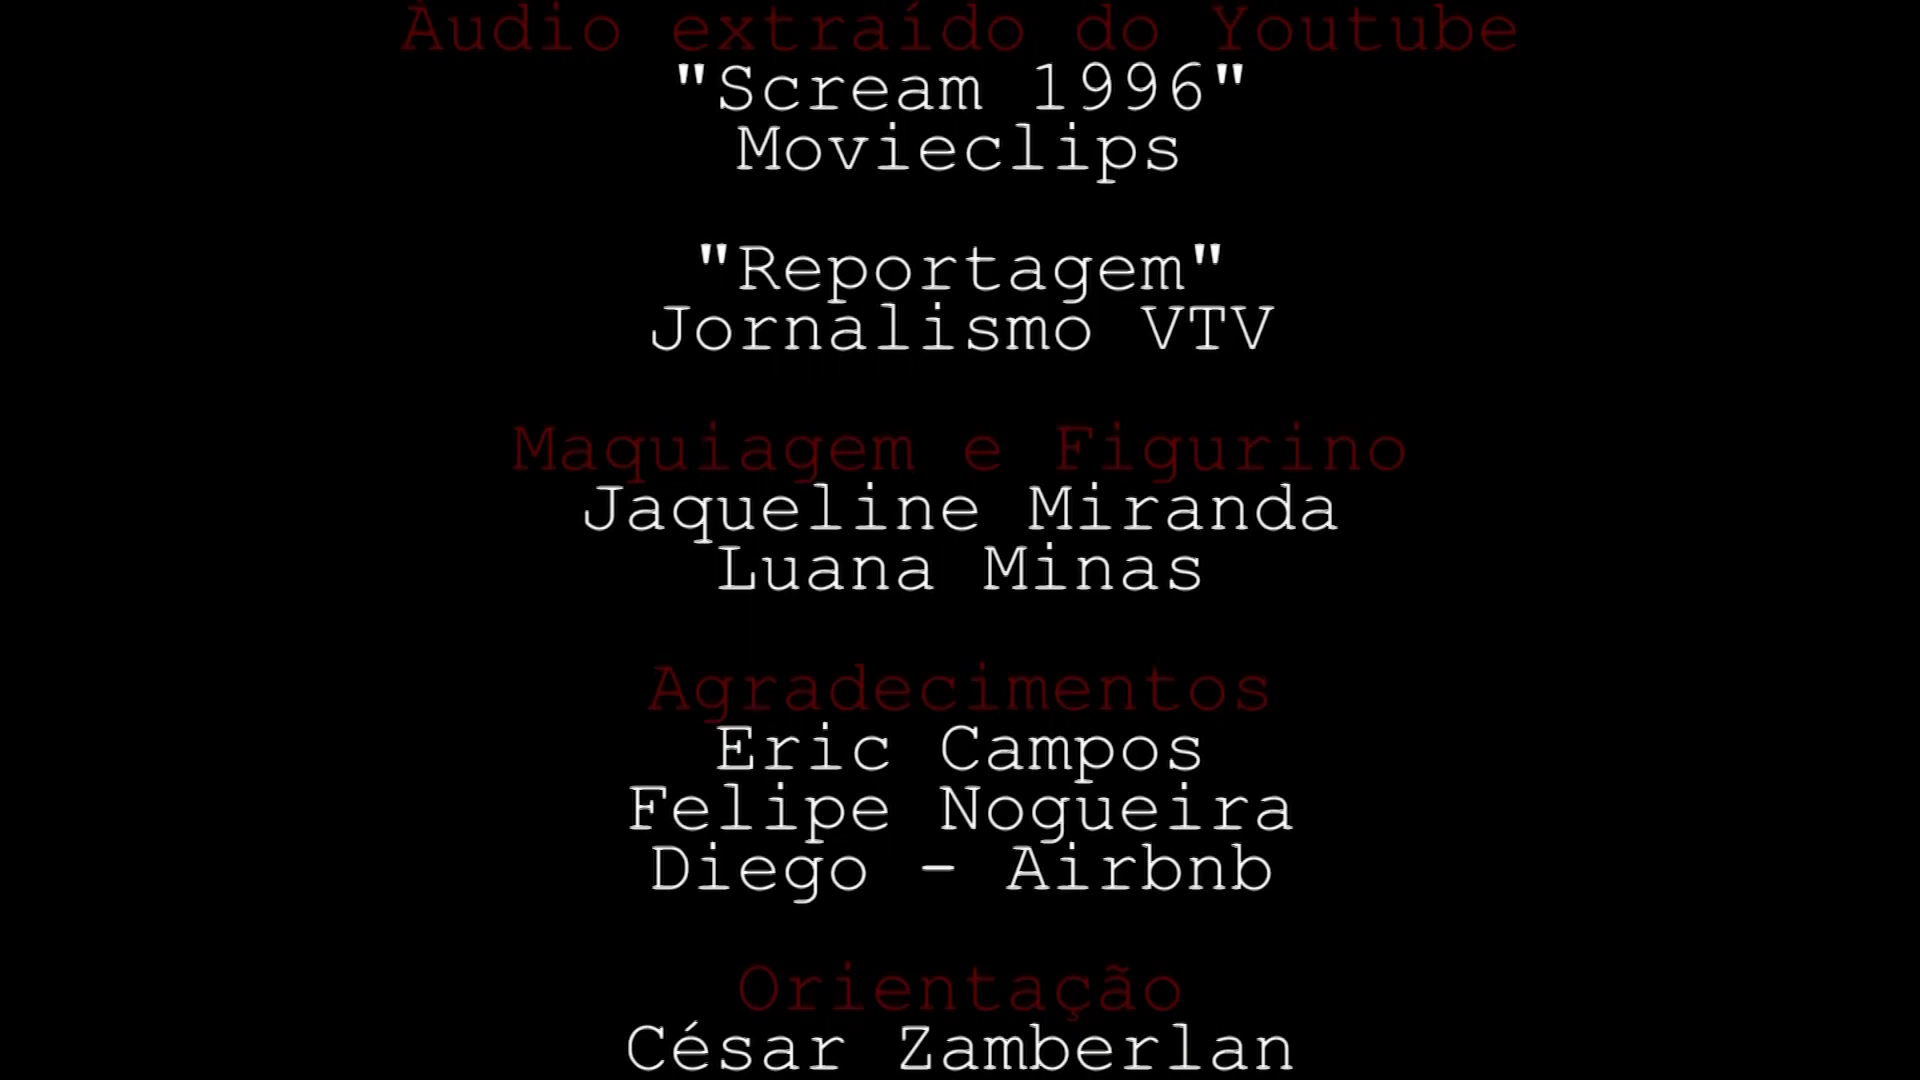 Áudio extraído do Youtube
"Scream 1996"
Movieclips
"Reportagem"
Jornalismo VTV
Maquiagem e Figurino
Jaqueline Miranda
Luana Minas
Agradecimentos
Eric Campos
Felipe Nogueira
Diego - Airbnb
Orientação
César Zamberlan